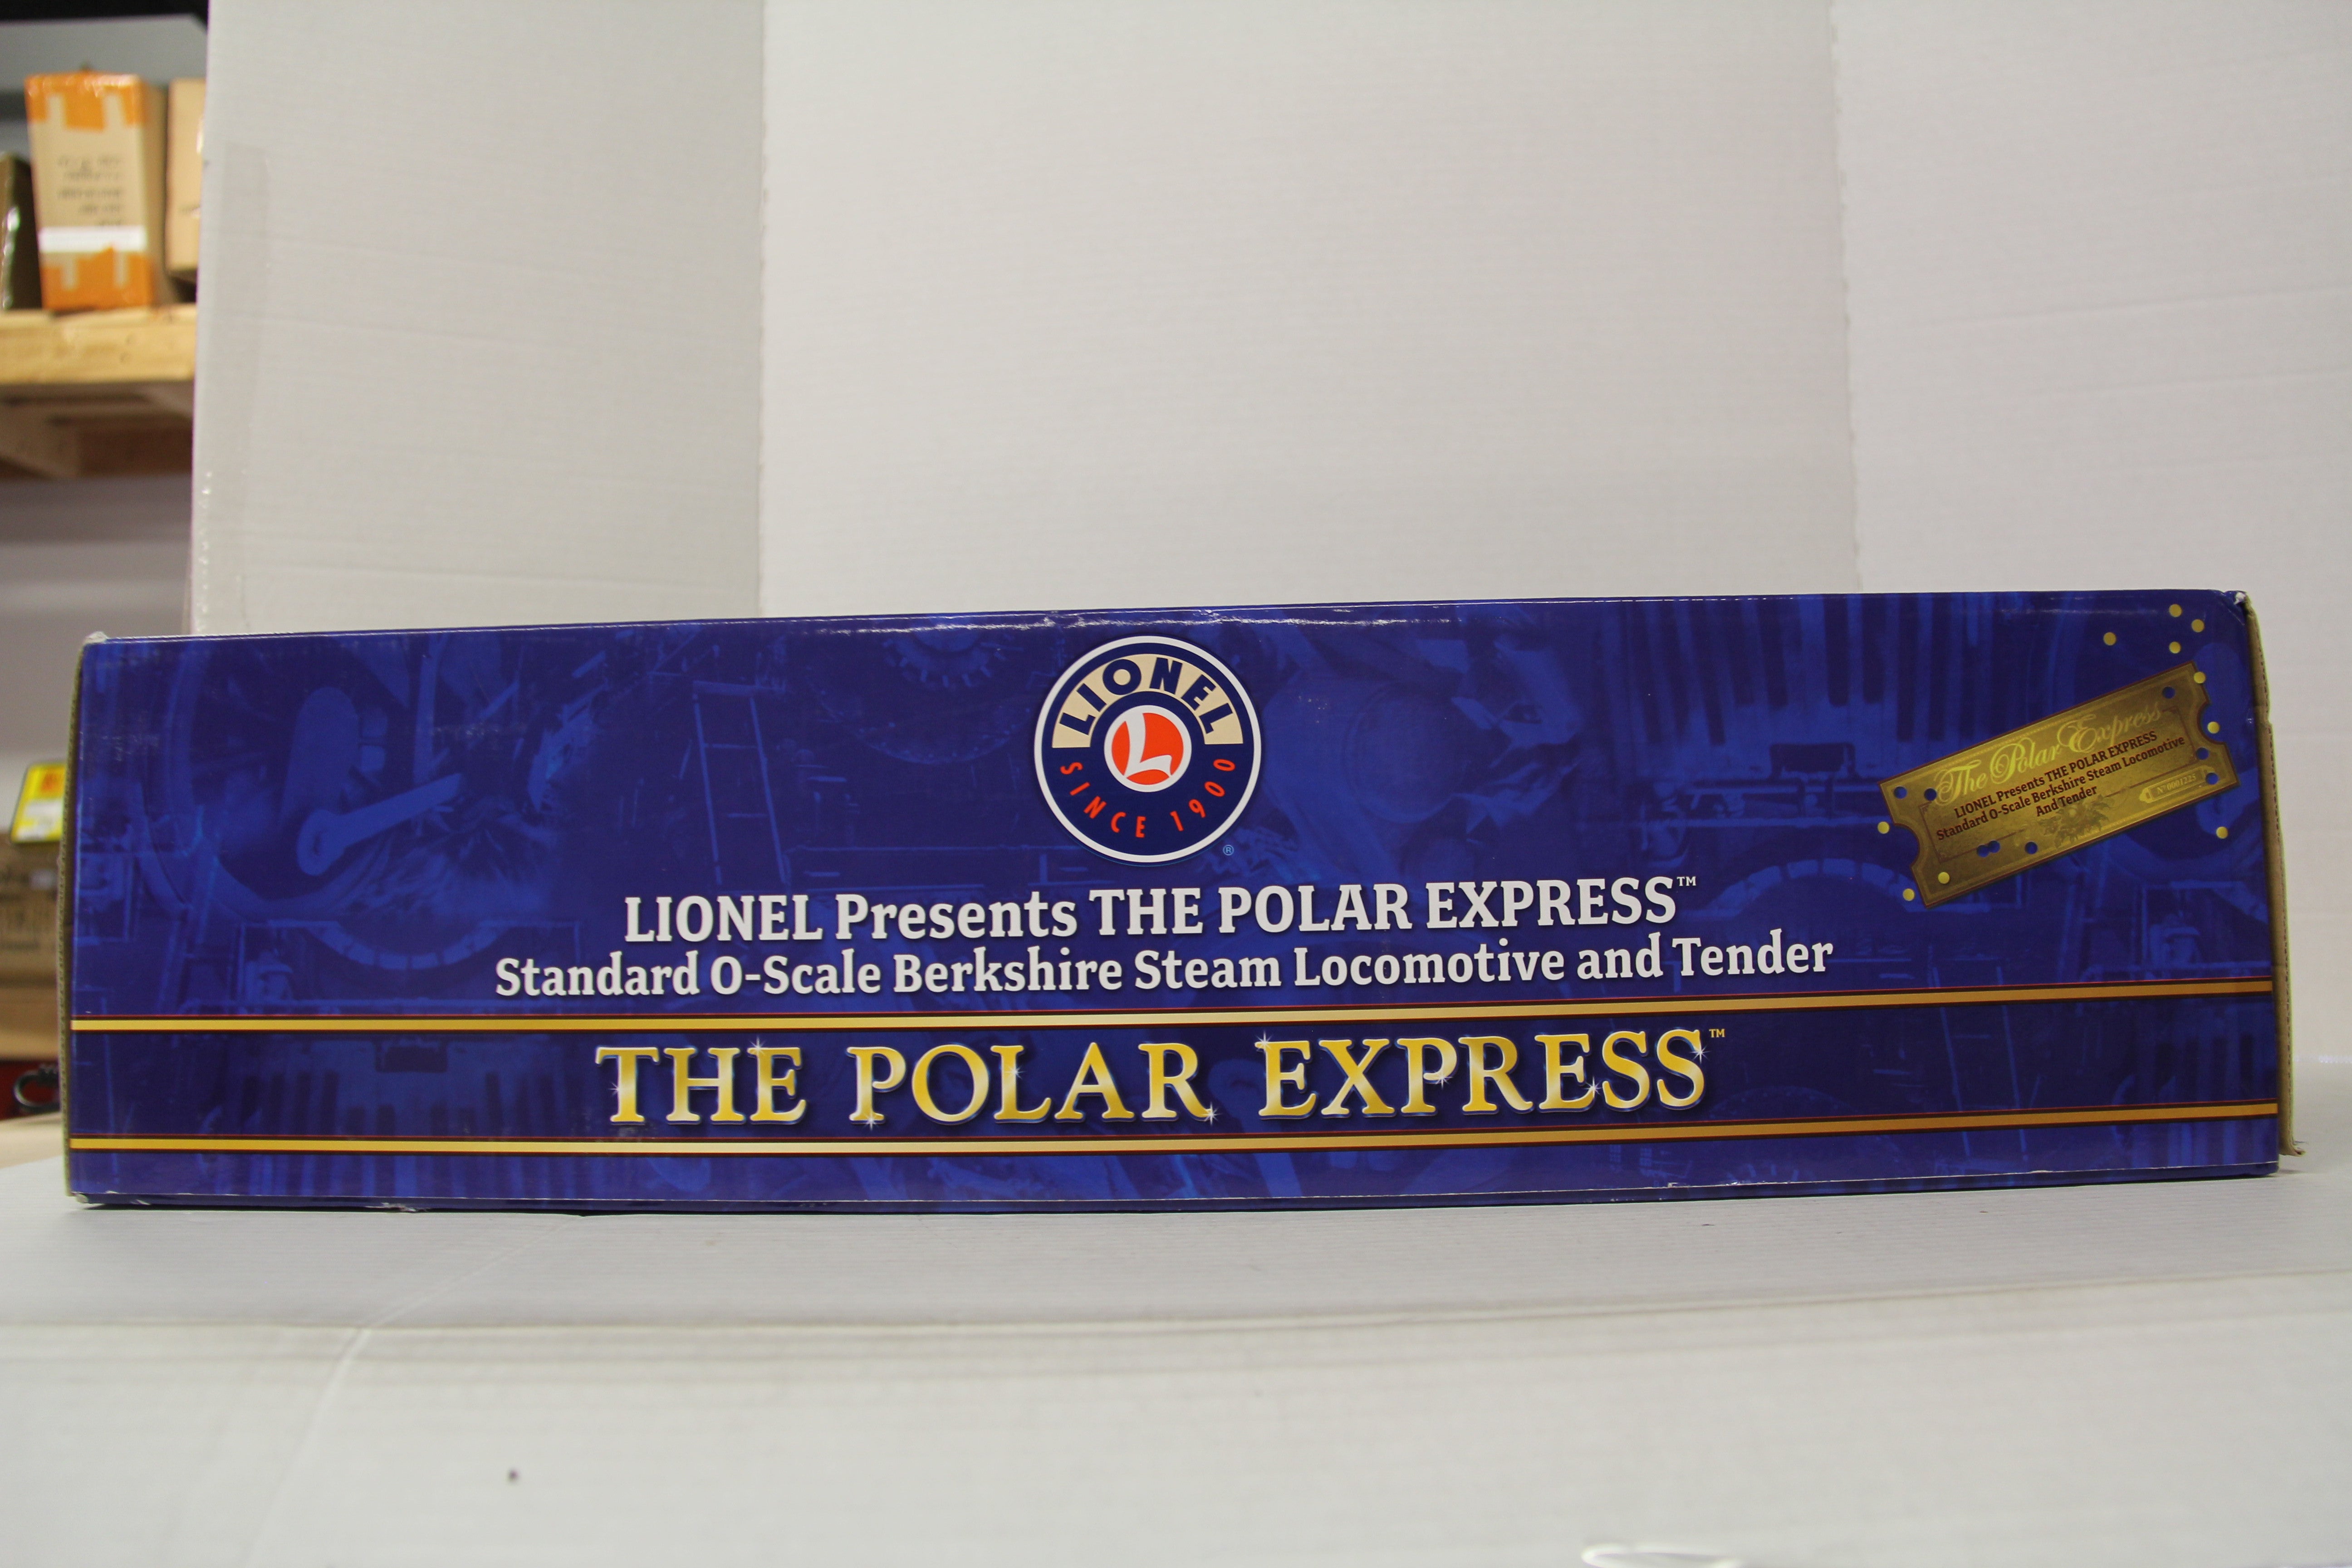 LIONEL
L
SINCE 1900
®
LIONEL Presents THE POLAR EXPRESS™
Standard O-Scale Berkshire Steam Locomotive and Tender
THE POLAR EXPRESS™
The Polar Express
LIONEL Presents THE POLAR EXPRESS
Standard O-Scale Berkshire Steam Locomotive
And Tender